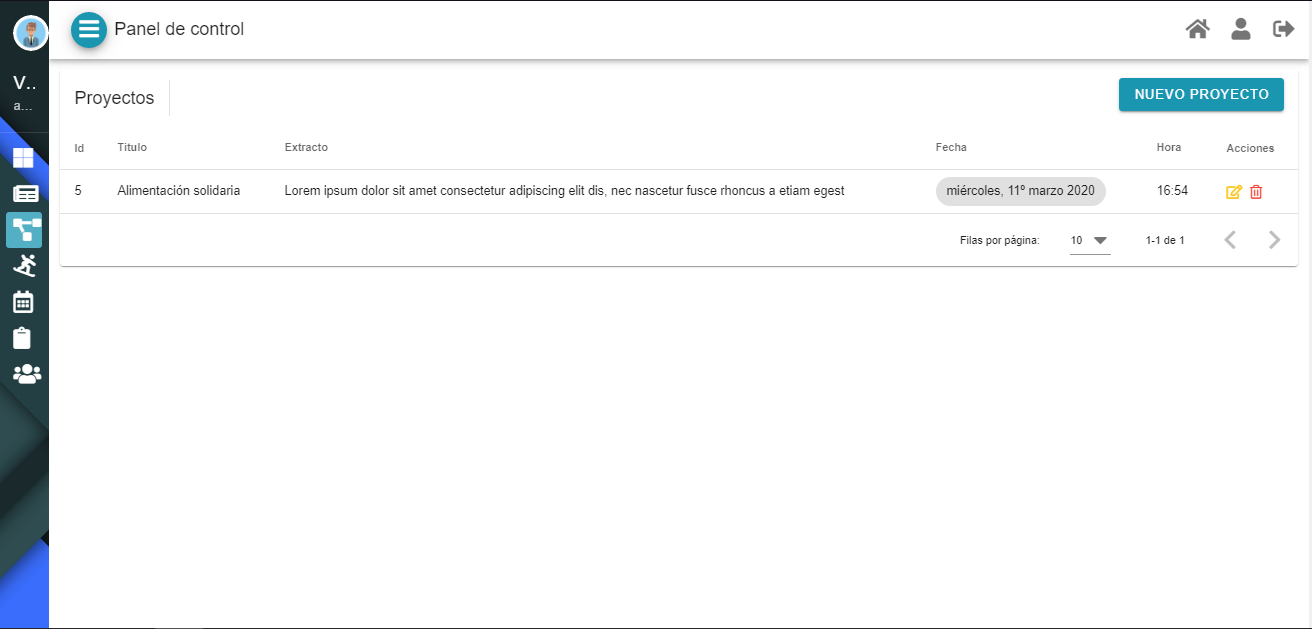 Panel de control
V..
a...
Proyectos
NUEVO PROYECTO
Id Titulo Extracto Fecha Hora Acciones
5 Alimentación solidaria Lorem ipsum dolor sit amet consectetur adipiscing elit dis, nec nascetur fusce rhoncus a etiam egest miércoles, 11º marzo 2020 16:54
Filas por página: 10 1-1 de 1